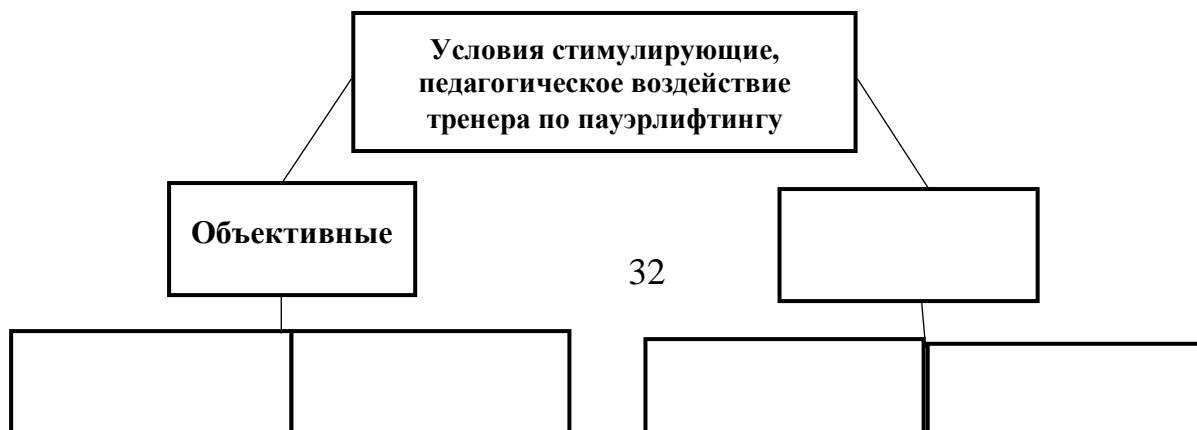 Условия стимулирующие,
педагогическое воздействие
тренера по пауэрлифтингу
Объективные
32